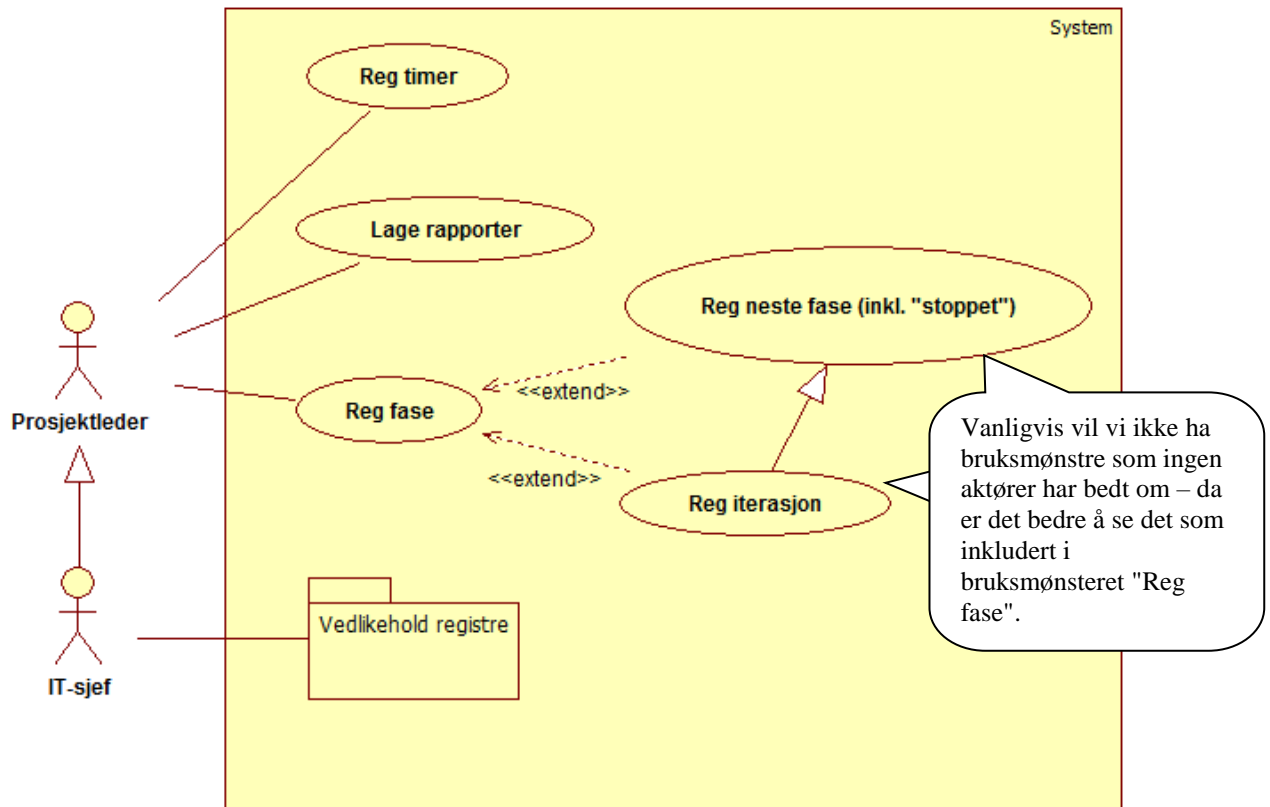 System
Reg timer
Lage rapporter
Reg neste fase (inkl. "stoppet")
<<extend>>
Reg fase
Prosjektleder
<<extend>>
Reg iterasjon
Vanligvis vil vi ikke ha
bruksmønstre som ingen
aktører har bedt om – da
er det bedre å se det som
inkludert i
bruksmønsteret "Reg
fase".
Vedlikehold registre
IT-sjef